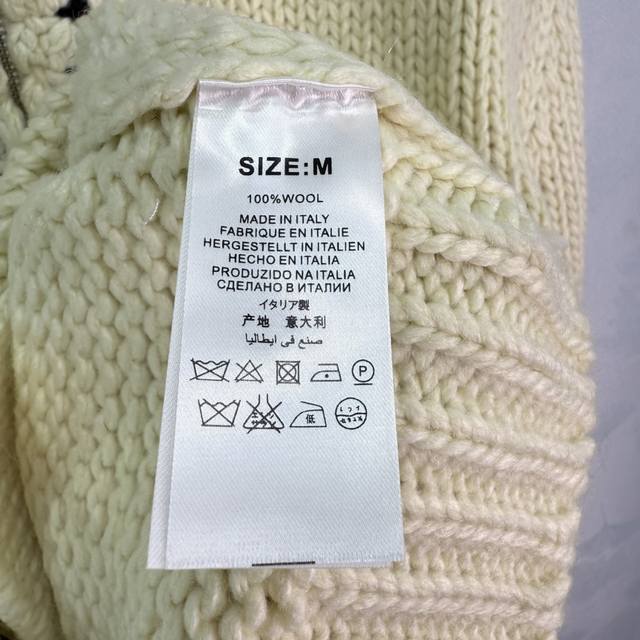 SIZE:M
100%WOOL
MADE IN ITALY
FABRIQUE EN ITALIE
HERGESTELLT IN ITALIEN
HECHO EN ITALIA
PRODUZIDO NA ITALIA
СДЕЛАНО В ИТАЛИИ
イタリア製
产地 意大利
صنع في ايطاليا
P
低